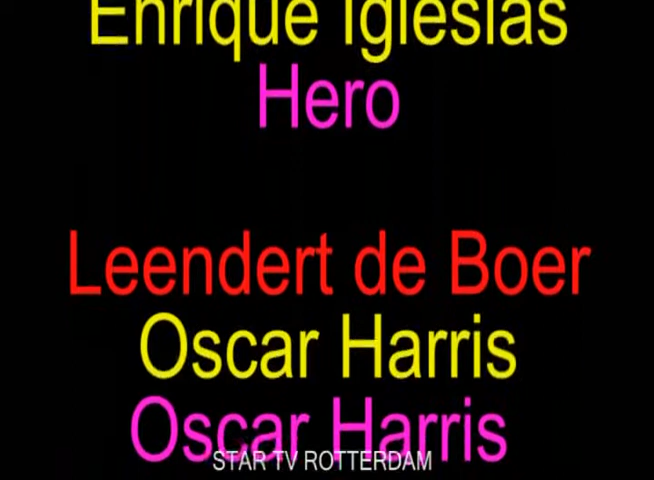 Enrique Iglesias
Hero
Leendert de Boer
Oscar Harris
Oscar Harris
STAR TV ROTTERDAM